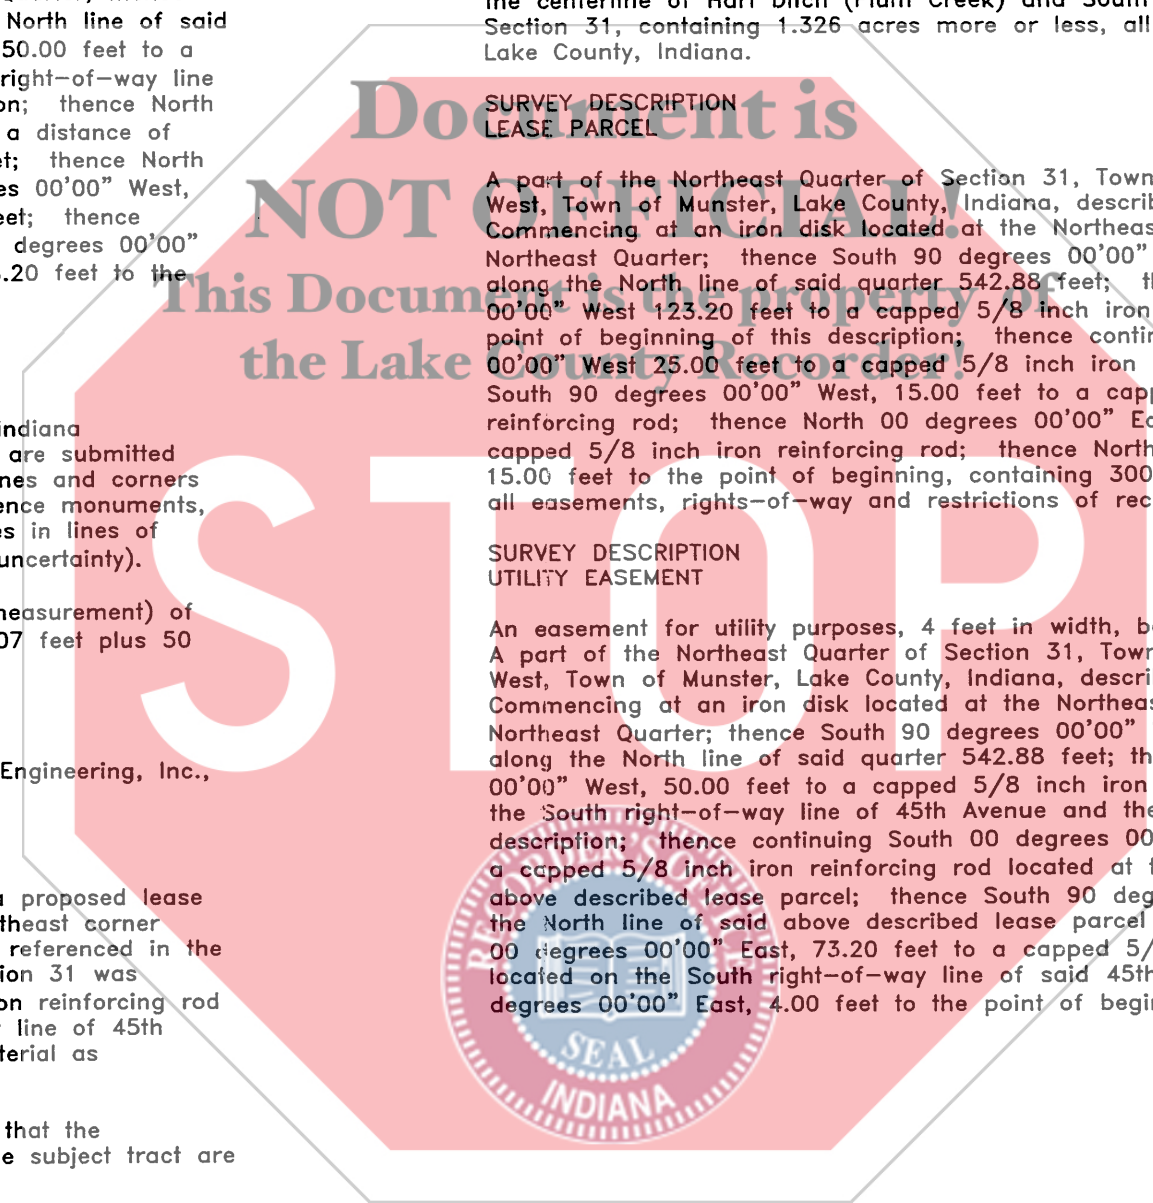 North line of said
50.00 feet to a
right-of-way line
on; thence North
a distance of
et; thence North
es 00'00" West,
eet; thence
degrees 00'00"
.20 feet to the
indiana
are submitted
nes and corners
ence monuments,
s in lines of
uncertainty).
measurement) of
07 feet plus 50
Engineering, Inc.,
a proposed lease
theast corner
referenced in the
ion 31 was
on reinforcing rod
line of 45th
terial as
that the
e subject tract are
the centerline of Hart Ditch (Plum Creek) and South
Section 31, containing 1.326 acres more or less, all
Lake County, Indiana.
SURVEY DESCRIPTION
LEASE PARCEL
A part of the Northeast Quarter of Section 31, Town
West, Town of Munster, Lake County, Indiana, describ
Commencing at an iron disk located at the Northeas
Northeast Quarter; thence South 90 degrees 00'00"
along the North line of said quarter 542.88 feet; th
00'00" West 123.20 feet to a capped 5/8 inch iron
point of beginning of this description; thence contin
00'00" West 25.00 feet to a capped 5/8 inch iron
South 90 degrees 00'00" West, 15.00 feet to a capp
reinforcing rod; thence North 00 degrees 00'00" Ea
capped 5/8 inch iron reinforcing rod; thence North
15.00 feet to the point of beginning, containing 300
all easements, rights-of-way and restrictions of rec
SURVEY DESCRIPTION
UTILITY EASEMENT
An easement for utility purposes, 4 feet in width, b
A part of the Northeast Quarter of Section 31, Town
West, Town of Munster, Lake County, Indiana, descri
Commencing at an iron disk located at the Northeas
Northeast Quarter; thence South 90 degrees 00'00"
along the North line of said quarter 542.88 feet; th
00'00" West, 50.00 feet to a capped 5/8 inch iron
the South right-of-way line of 45th Avenue and the
description; thence continuing South 00 degrees 00
a capped 5/8 inch iron reinforcing rod located at t
above described lease parcel; thence South 90 deg
the North line of said above described lease parcel
00 degrees 00'00" East, 73.20 feet to a capped 5/
located on the South right-of-way line of said 45th
degrees 00'00" East, 4.00 feet to the point of begin
Document is
NOT OFFICIAL!
This Document is the property of
the Lake County Recorder!
STOP
RECORDER'S OFFICE
SEAL
INDIANA